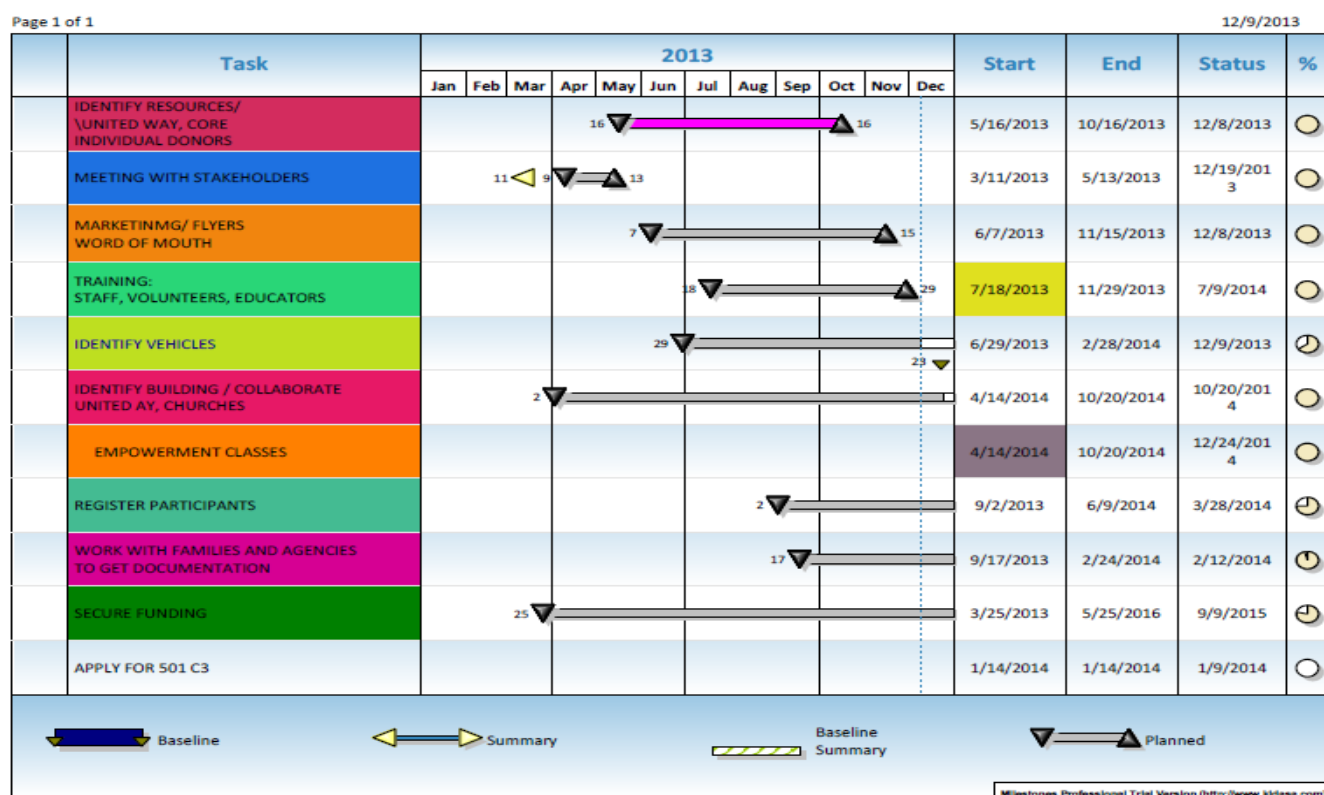 Page 1 of 1
12/9/2013
Task
2013
Start
End
Status
%
Jan Feb Mar Apr May Jun Jul Aug Sep Oct Nov Dec
IDENTIFY RESOURCES/
\UNITED WAY, CORE
INDIVIDUAL DONORS
16
16
5/16/2013
10/16/2013
12/8/2013
MEETING WITH STAKEHOLDERS
11
9
13
3/11/2013
5/13/2013
12/19/201
3
MARKETINMG/ FLYERS
WORD OF MOUTH
7
15
6/7/2013
11/15/2013
12/8/2013
TRAINING:
STAFF, VOLUNTEERS, EDUCATORS
18
29
7/18/2013
11/29/2013
7/9/2014
IDENTIFY VEHICLES
29
23
6/29/2013
2/28/2014
12/9/2013
IDENTIFY BUILDING / COLLABORATE
UNITED AY, CHURCHES
2
4/14/2014
10/20/2014
10/20/201
4
EMPOWERMENT CLASSES
4/14/2014
10/20/2014
12/24/201
4
REGISTER PARTICIPANTS
2
9/2/2013
6/9/2014
3/28/2014
WORK WITH FAMILIES AND AGENCIES
TO GET DOCUMENTATION
17
9/17/2013
2/24/2014
2/12/2014
SECURE FUNDING
25
3/25/2013
5/25/2016
9/9/2015
APPLY FOR 501 C3
1/14/2014
1/14/2014
1/9/2014
Baseline
Summary
Baseline
Summary
Planned
Milestones Professional Trial Version (http://www.kidasa.com)